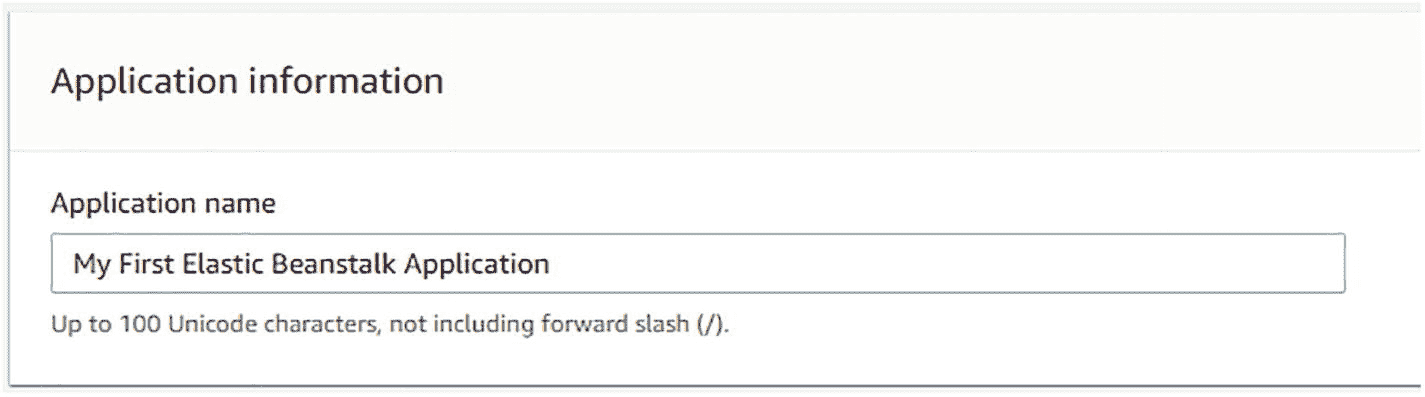 Application information
Application name
My First Elastic Beanstalk Application
Up to 100 Unicode characters, not including forward slash (/).